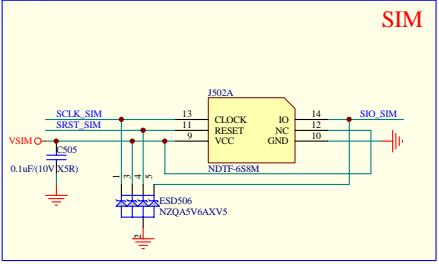 SIM
J502A
SCLK_SIM 13 CLOCK IO 14 SIO_SIM
SRST_SIM 11 RESET NC 12
VSIM 9 VCC GND 10
C505
0.1uF/(10V X5R)
NDTF-6S8M
1 3 4 5
ESD506
NZQA5V6AXV5
2